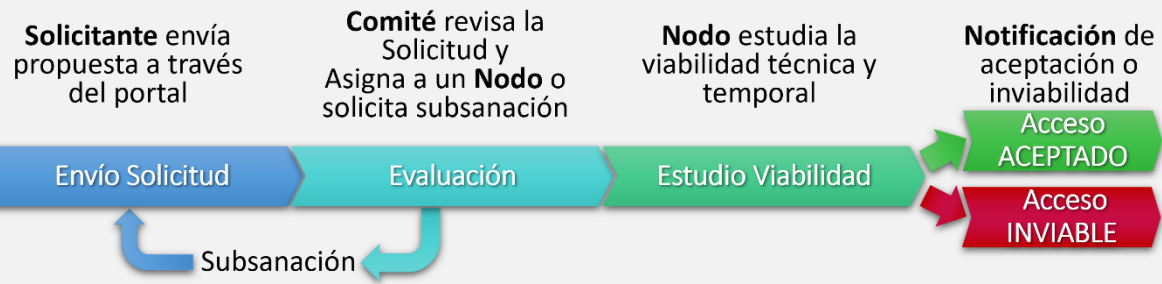 Solicitante envía
propuesta a través
del portal
Comité revisa la
Solicitud y
Asigna a un Nodo o
solicita subsanación
Nodo estudia la
viabilidad técnica y
temporal
Notificación de
aceptación o
inviabilidad
Envío Solicitud
Evaluación
Estudio Viabilidad
Acceso
ACEPTADO
Acceso
INVIABLE
Subsanación